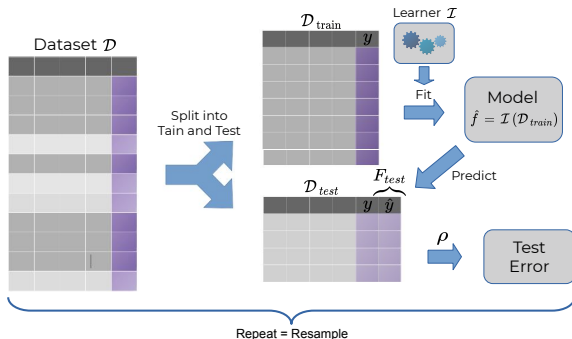 Learner 𝓘
𝒟train
y
Dataset 𝒟
Split into
Tain and Test
Fit
Model
f̂ = 𝓘(𝒟train)
Ftest
𝒟test
Predict
y ŷ
ρ
Test
Error
Repeat = Resample